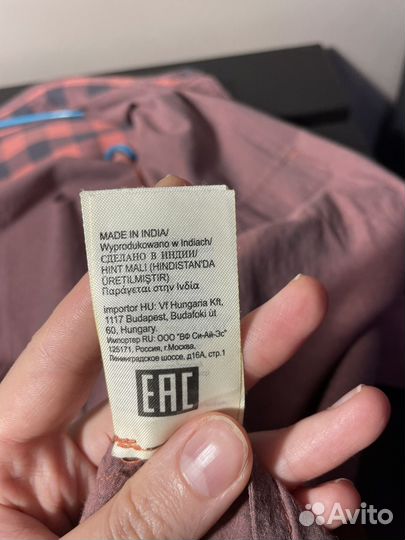 MADE IN INDIA/
Wyprodukowano w Indiach/
СДЕЛАНО В ИНДИИ/
HINT MALI (HINDISTAN'DA
ÜRETILMIŞTIR)
Παράγεται στην Ινδία
importor HU: Vf Hungaria Kft,
1117 Budapest, Budafoki út
60, Hungary.
Импортер RU: ООО "ВФ Си-Ай-Эс"
125171, Россия, г.Москва.
Ленинградское шоссе, д16А, стр.1
EAC
Avito